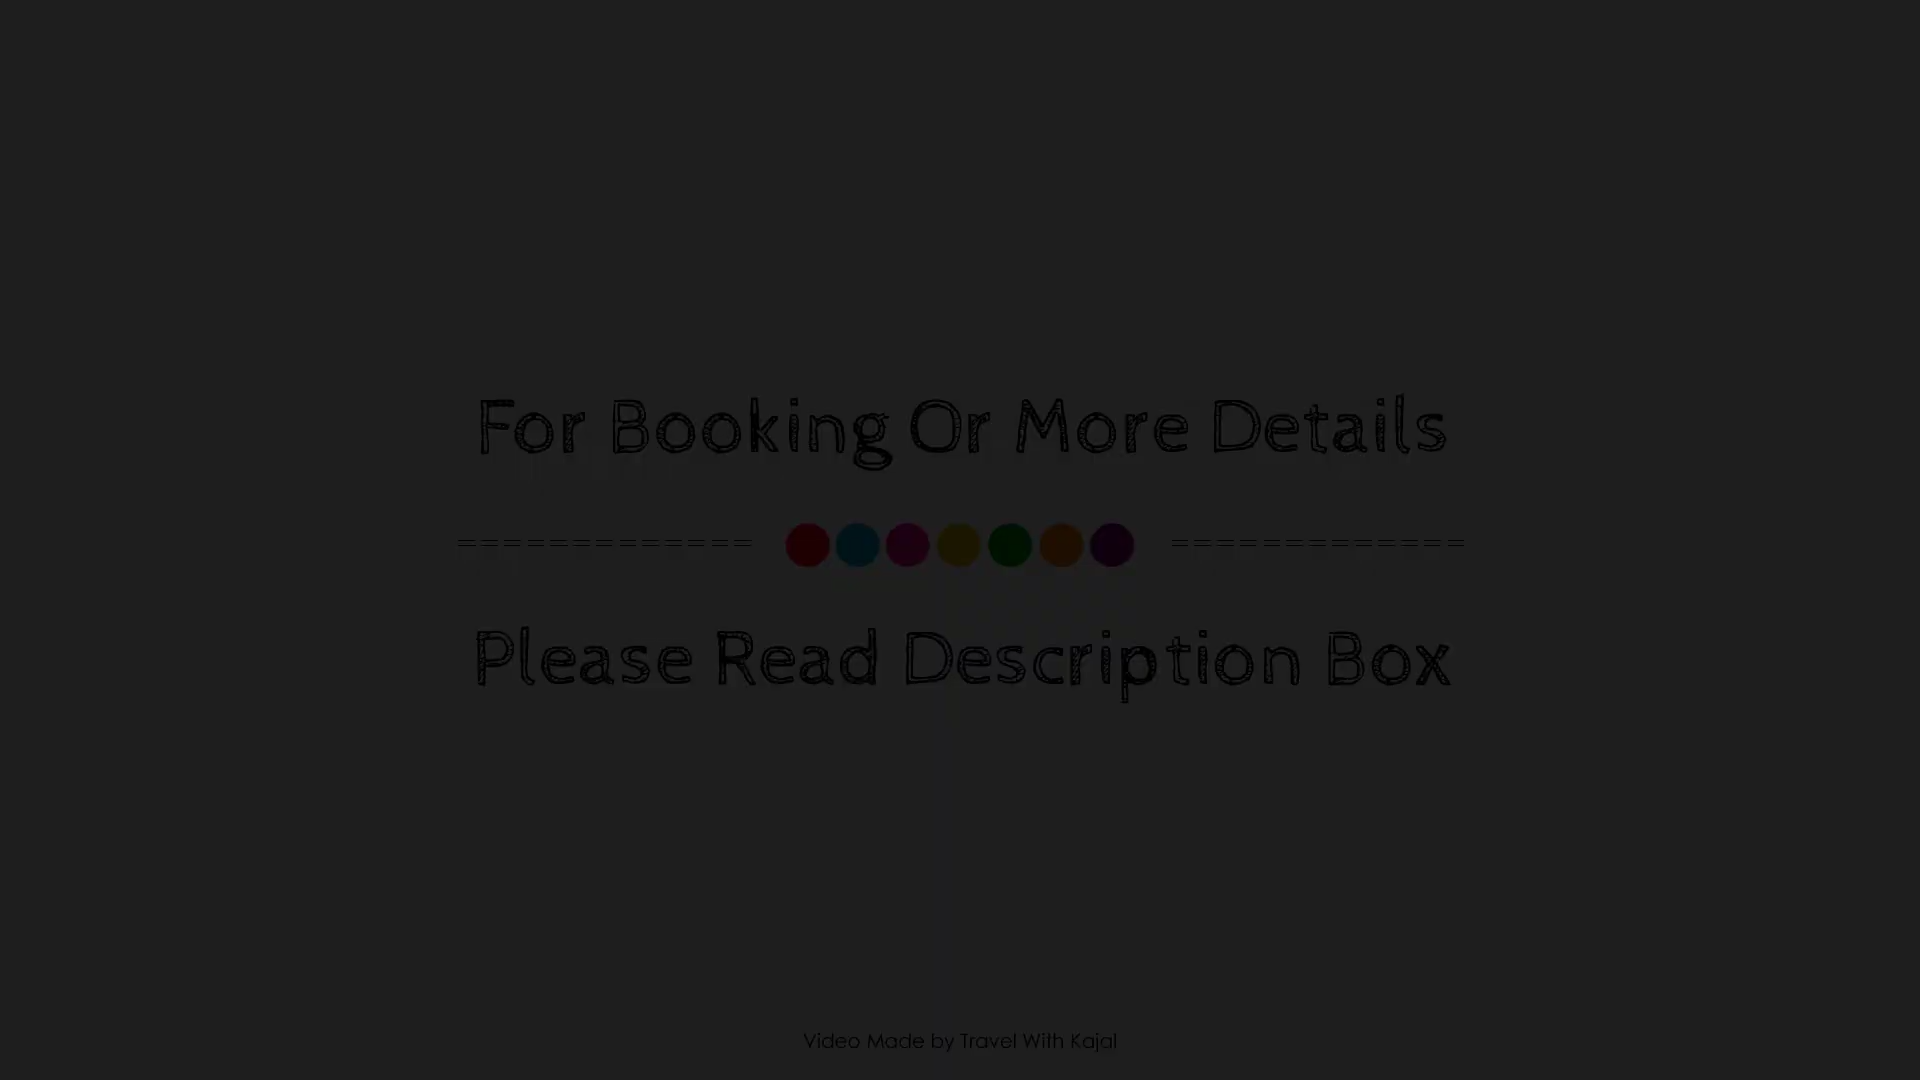 For Booking Or More Details
============= =============
Please Read Description Box
Video Made by Travel With Kajal